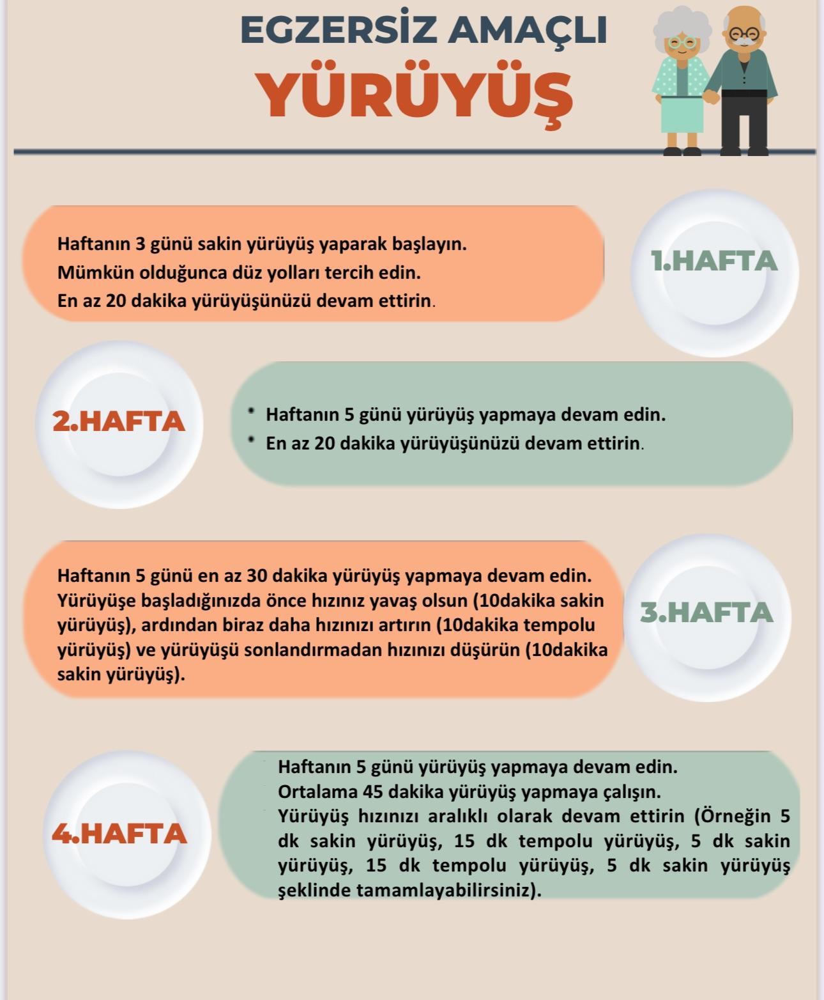 EGZERSİZ AMAÇLI
YÜRÜYÜŞ
Haftanın 3 günü sakin yürüyüş yaparak başlayın.
Mümkün olduğunca düz yolları tercih edin.
En az 20 dakika yürüyüşünüzü devam ettirin.
1.HAFTA
2.HAFTA
• Haftanın 5 günü yürüyüş yapmaya devam edin.
• En az 20 dakika yürüyüşünüzü devam ettirin.
Haftanın 5 günü en az 30 dakika yürüyüş yapmaya devam edin.
Yürüyüşe başladığınızda önce hızınız yavaş olsun (10dakika sakin
yürüyüş), ardından biraz daha hızınızı artırın (10dakika tempolu
yürüyüş) ve yürüyüşü sonlandırmadan hızınızı düşürün (10dakika
sakin yürüyüş).
3.HAFTA
4.HAFTA
Haftanın 5 günü yürüyüş yapmaya devam edin.
Ortalama 45 dakika yürüyüş yapmaya çalışın.
Yürüyüş hızınızı aralıklı olarak devam ettirin (Örneğin 5
dk sakin yürüyüş, 15 dk tempolu yürüyüş, 5 dk sakin
yürüyüş, 15 dk tempolu yürüyüş, 5 dk sakin yürüyüş
şeklinde tamamlayabilirsiniz).